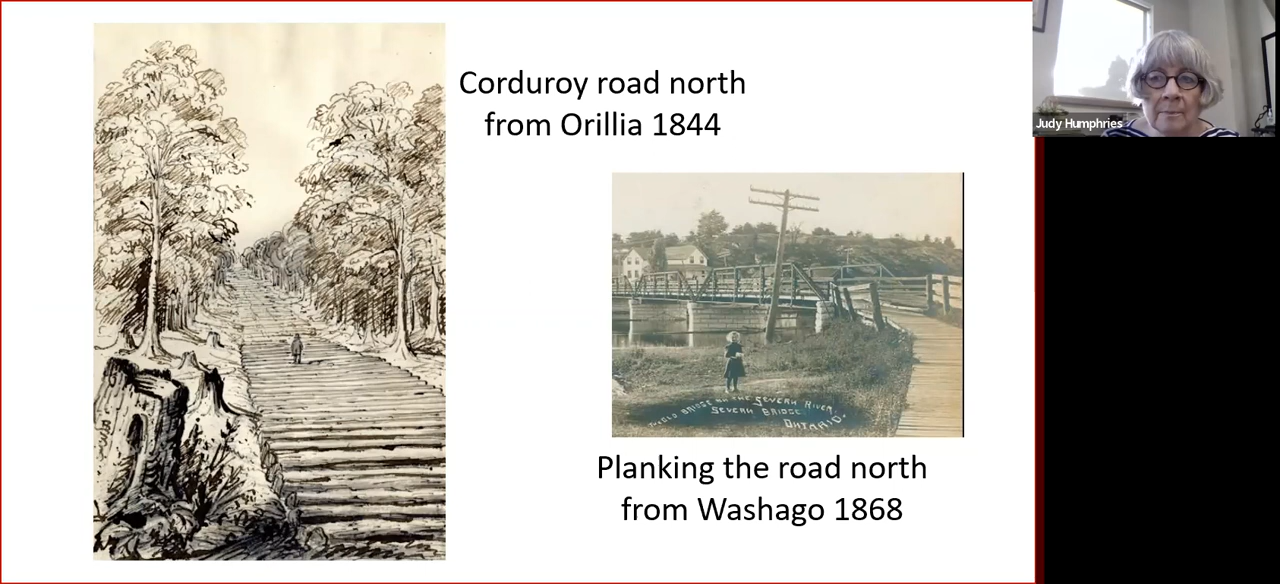 Corduroy road north
from Orillia 1844
Judy Humphries
THE OLD BRIDGE ON THE SEVERN RIVER,
SEVERN BRIDGE
ONTARIO.
Planking the road north
from Washago 1868